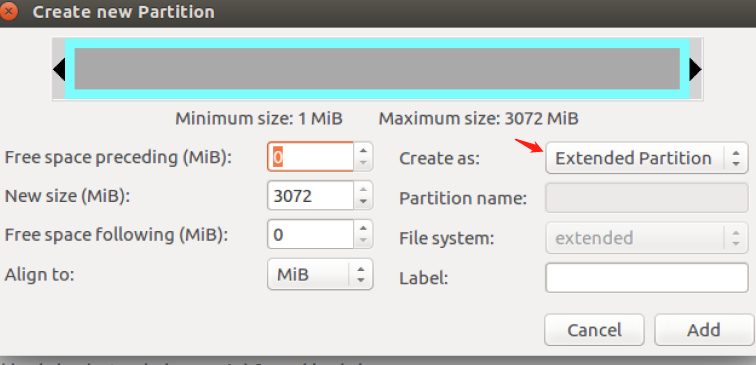 Create new Partition
Minimum size: 1 MiB Maximum size: 3072 MiB
Free space preceding (MiB): 0 Create as: Extended Partition
New size (MiB): 3072 Partition name:
Free space following (MiB): 0 File system: extended
Align to: MiB Label:
Cancel Add